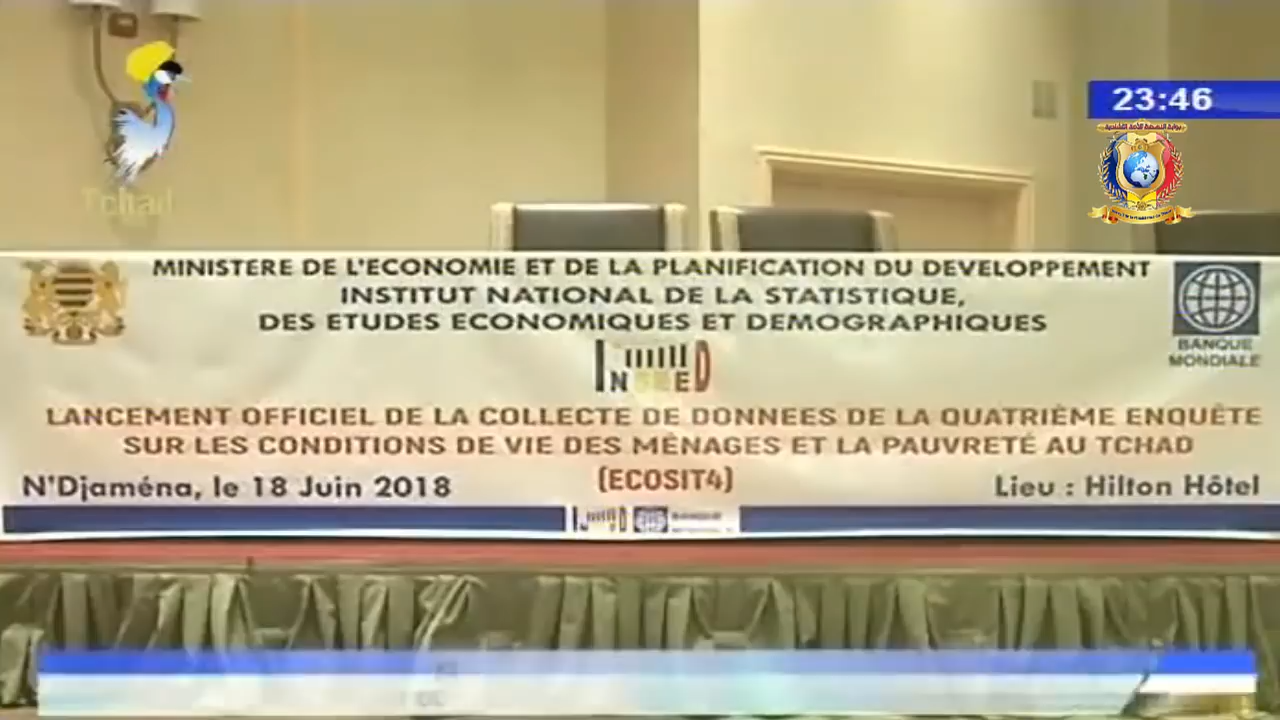 23:46
Tchad
MINISTERE DE L'ECONOMIE ET DE LA PLANIFICATION DU DEVELOPPEMENT
INSTITUT NATIONAL DE LA STATISTIQUE,
DES ETUDES ECONOMIQUES ET DEMOGRAPHIQUES
BANQUE
MONDIALE
LANCEMENT OFFICIEL DE LA COLLECTE DE DONNEES DE LA QUATRIÈME ENQUÊTE
SUR LES CONDITIONS DE VIE DES MÉNAGES ET LA PAUVRETÉ AU TCHAD
(ECOSIT4)
N'Djaména, le 18 Juin 2018
Lieu : Hilton Hôtel